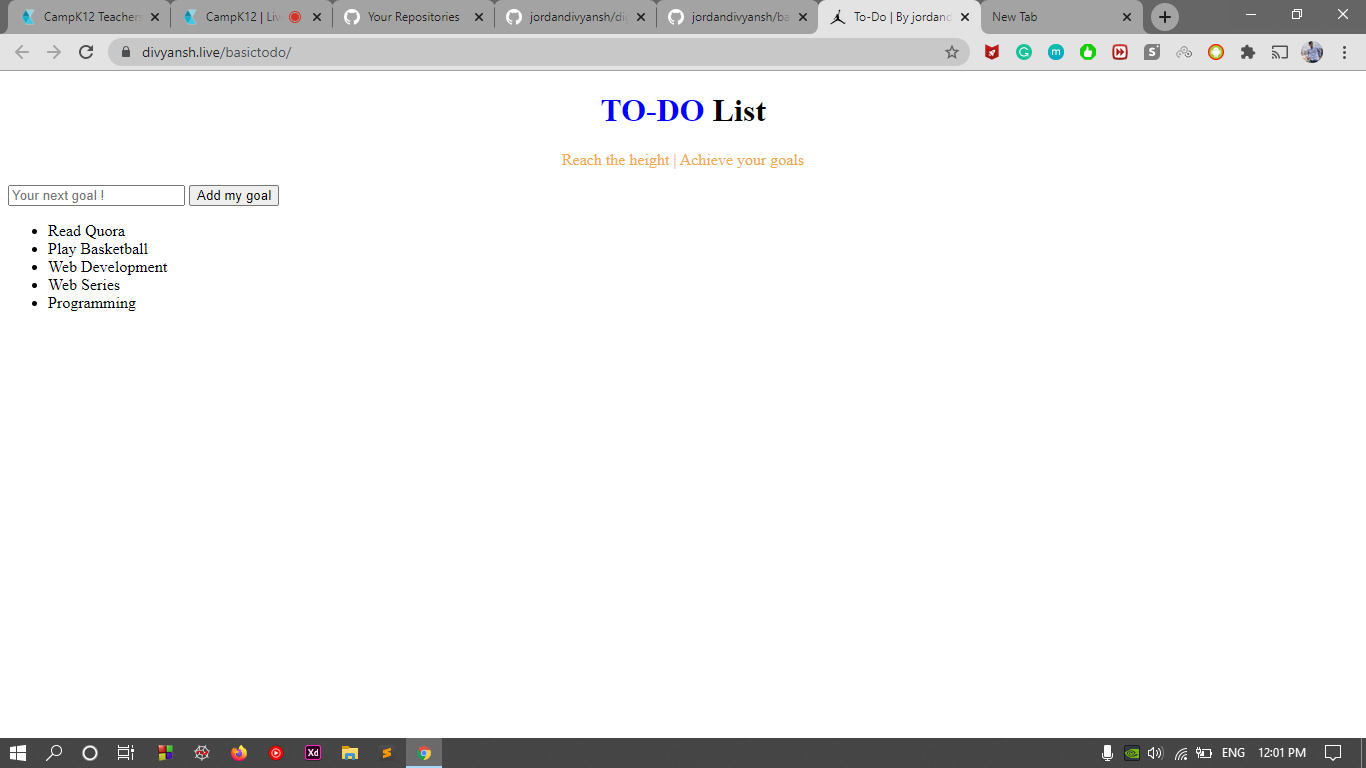 CampK12 Teachers
CampK12 | Liv
Your Repositories
jordandivyansh/di
jordandivyansh/ba
To-Do | By jordand
New Tab
divyansh.live/basictodo/
TO-DO List
Reach the height | Achieve your goals
Your next goal !
Add my goal
Read Quora
Play Basketball
Web Development
Web Series
Programming
Xd
ENG
12:01 PM